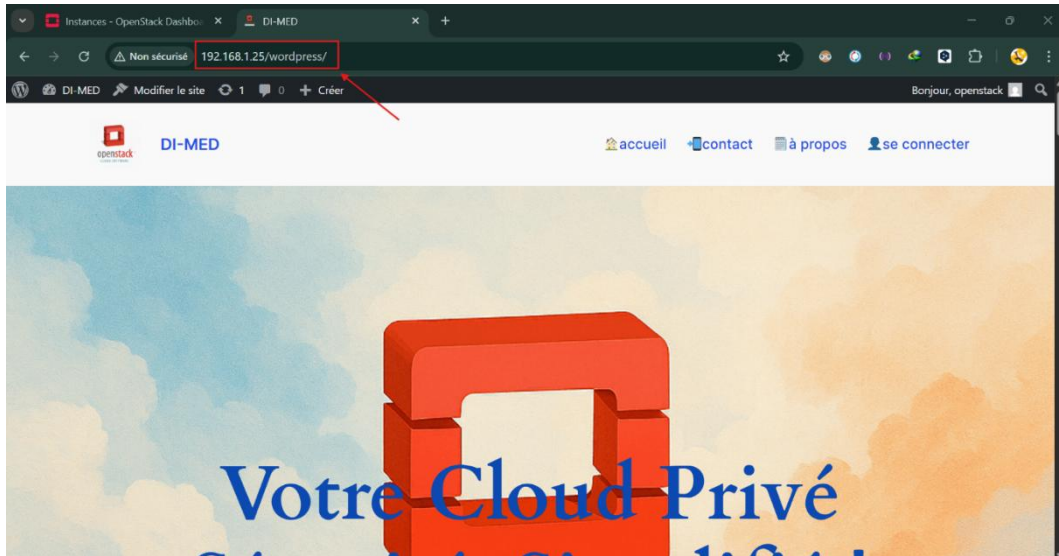 Instances - OpenStack Dashboa
DI-MED
Non sécurisé
192.168.1.25/wordpress/
DI-MED
Modifier le site
1
0
Créer
Bonjour, openstack
openstack
DI-MED
accueil
contact
à propos
se connecter
Votre Cloud Privé